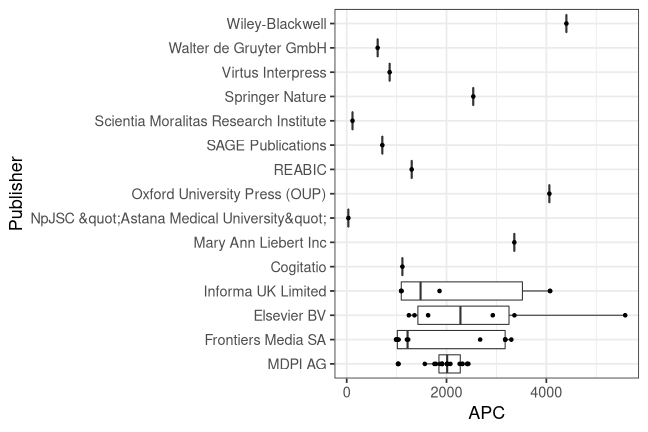 Wiley-Blackwell
Walter de Gruyter GmbH
Virtus Interpress
Springer Nature
Scientia Moralitas Research Institute
SAGE Publications
REABIC
Oxford University Press (OUP)
NpJSC &quot;Astana Medical University&quot;
Mary Ann Liebert Inc
Cogitatio
Informa UK Limited
Elsevier BV
Frontiers Media SA
MDPI AG
Publisher
0 2000 4000
APC